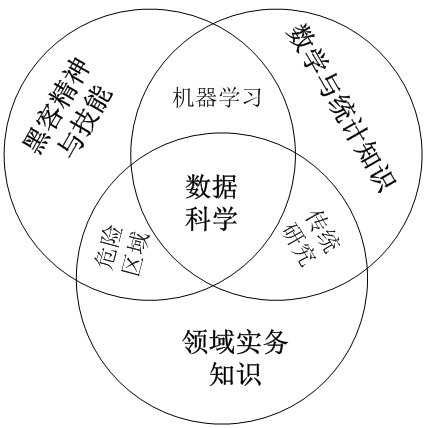 黑客精神
与技能
数学与统计知识
机器学习
数据
科学
危险
区域
传统
研究
领域实务
知识